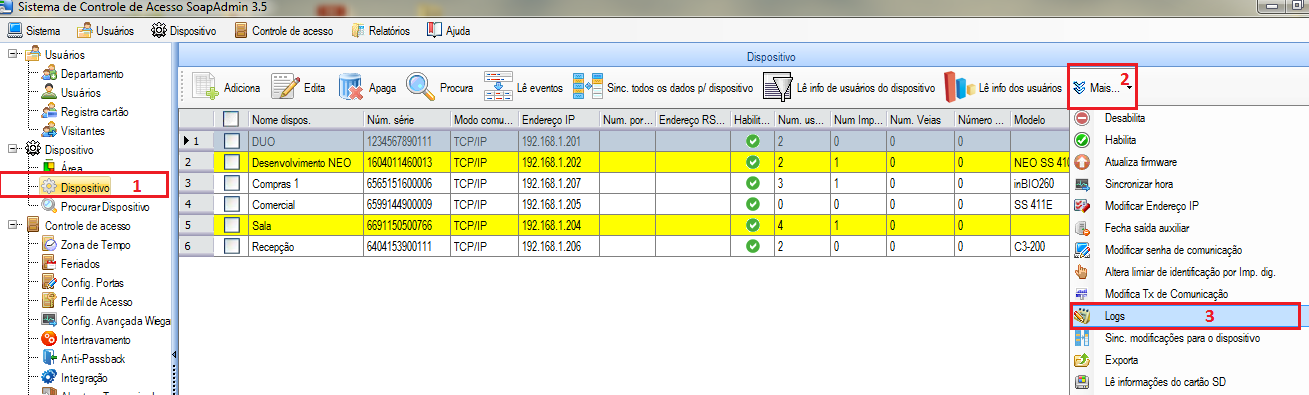 Sistema de Controle de Acesso SoapAdmin 3.5
Sistema Usuários Dispositivo Controle de acesso Relatórios Ajuda
Usuários
Departamento
Usuários
Registra cartão
Visitantes
Dispositivo
Área
Dispositivo 1
Procurar Dispositivo
Controle de acesso
Zona de Tempo
Feriados
Config. Portas
Perfil de Acesso
Config. Avançada Wiega
Intertravamento
Anti-Passback
Integração
Dispositivo
Adiciona Edita Apaga Procura Lê eventos Sinc. todos os dados p/ dispositivo Lê info de usuários do dispositivo Lê info dos usuários Mais... 2
Nome dispos. Núm. série Modo comu... Endereço IP Num. por... Endereço RS... Habilit... Num. us... Num Imp... Num. Veias Número ... Modelo
1 DUO 1234567890111 TCP/IP 192.168.1.201 2 0 0 0
2 Desenvolvimento NEO 1604011460013 TCP/IP 192.168.1.202 2 1 0 0 NEO SS 410
3 Compras 1 6565151600006 TCP/IP 192.168.1.207 3 1 0 0 inBIO260
4 Comercial 6599144900009 TCP/IP 192.168.1.205 0 0 0 0 SS 411E
5 Sala 6691150500766 TCP/IP 192.168.1.204 4 1 0 0
6 Recepção 6404153900111 TCP/IP 192.168.1.206 2 0 0 0 C3-200
Desabilita
Habilita
Atualiza firmware
Sincronizar hora
Modificar Endereço IP
Fecha saída auxiliar
Modificar senha de comunicação
Altera limiar de identificação por Imp. dig.
Modifica Tx de Comunicação
Logs 3
Sinc. modificações para o dispositivo
Exporta
Lê informações do cartão SD